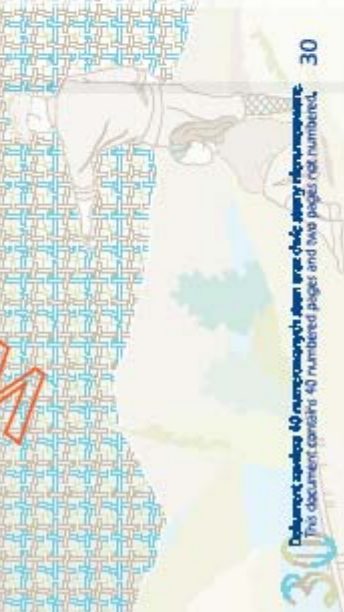 Dokument zawiera 40 numerowanych stron oraz dwie strony nienumerowane.
This document contains 40 numbered pages and two pages not numbered.
30
30
M